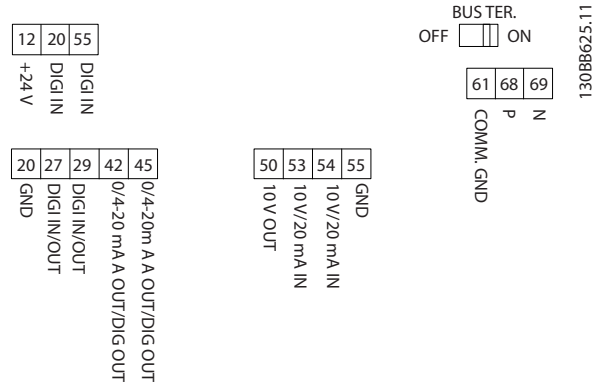 BUS TER.
OFF ON
130BB625.11
12 20 55
+24 V
DIGI IN
DIGI IN
61 68 69
COMM. GND
P
N
20 27 29 42 45
GND
DIGI IN/OUT
DIGI IN/OUT
0/4-20 mA A OUT/DIG OUT
0/4-20m A A OUT/DIG OUT
50 53 54 55
10 V OUT
10 V/20 mA IN
10 V/20 mA IN
GND